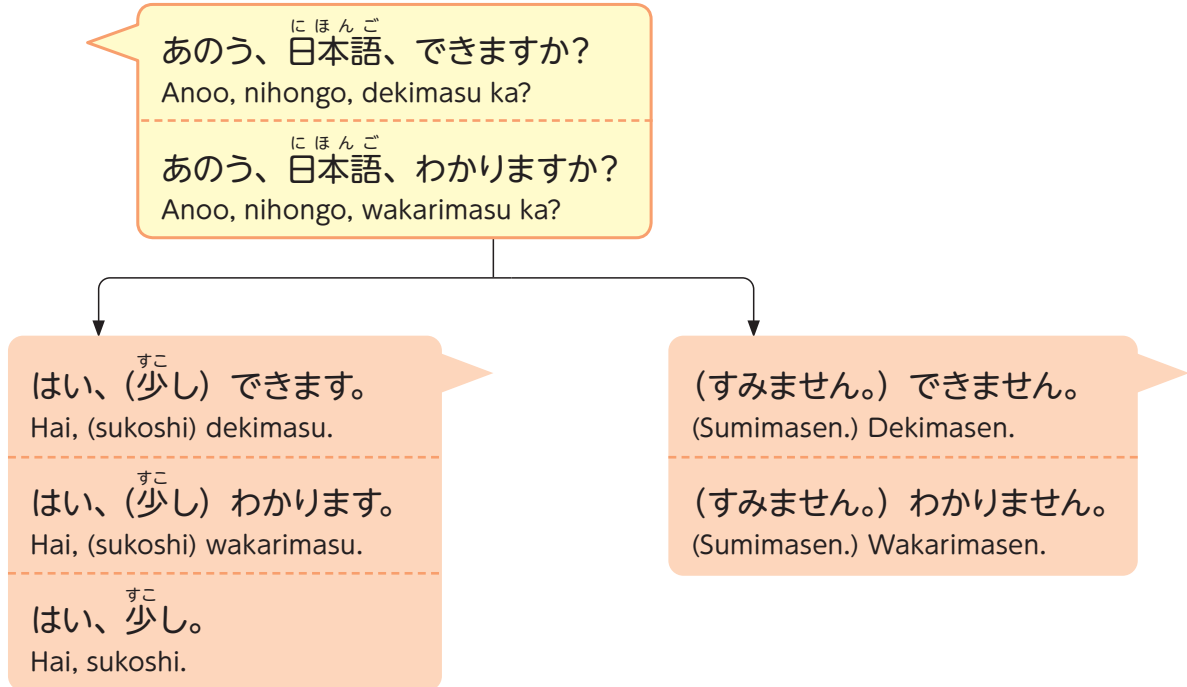 にほんご
あのう、日本語、できますか?
Anoo, nihongo, dekimasu ka?
にほんご
あのう、日本語、わかりますか?
Anoo, nihongo, wakarimasu ka?
すこ
はい、(少し) できます。
Hai, (sukoshi) dekimasu.
すこ
はい、(少し) わかります。
Hai, (sukoshi) wakarimasu.
すこ
はい、少し。
Hai, sukoshi.
(すみません。) できません。
(Sumimasen.) Dekimasen.
(すみません。) わかりません。
(Sumimasen.) Wakarimasen.